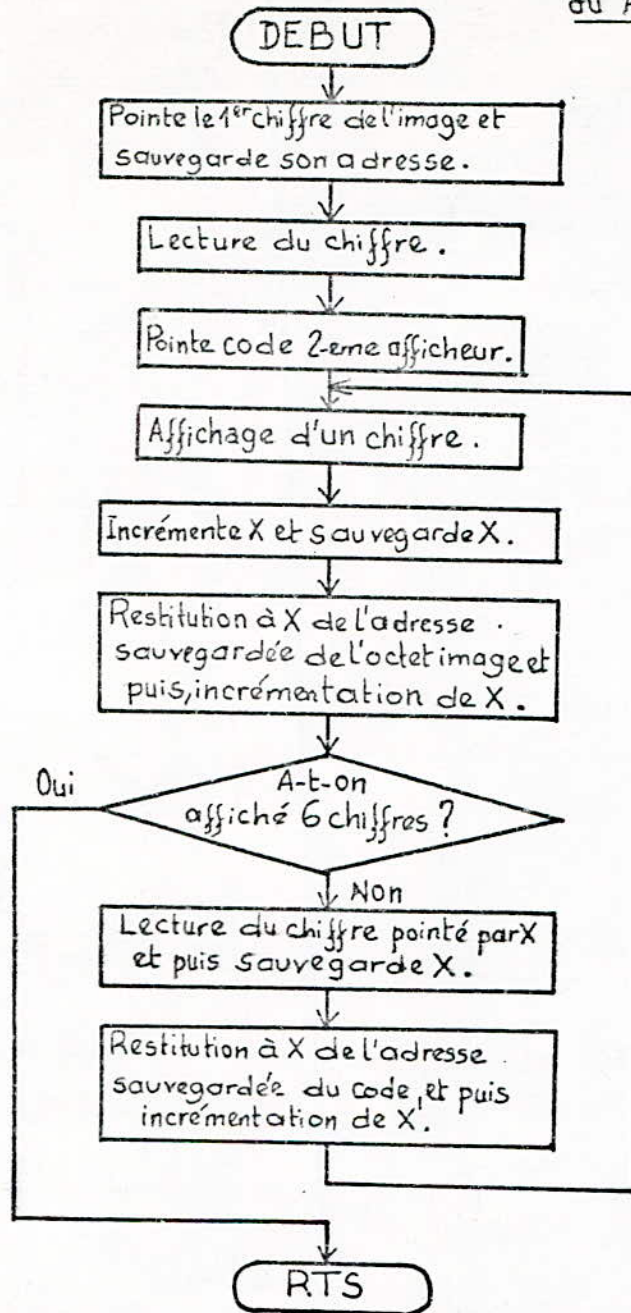 DEBUT
Pointe le 1er chiffre de l'image et
sauvegarde son adresse.
Lecture du chiffre.
Pointe code 2-eme afficheur.
Affichage d'un chiffre.
Incrémente X et sauvegarde X.
Restitution à X de l'adresse
sauvegardée de l'octet image et
puis, incrémentation de X.
Oui
A-t-on
affiché 6 chiffres ?
Non
Lecture du chiffre pointé par X
et puis sauvegarde X.
Restitution à X de l'adresse
sauvegardée du code, et puis
incrémentation de X.
RTS